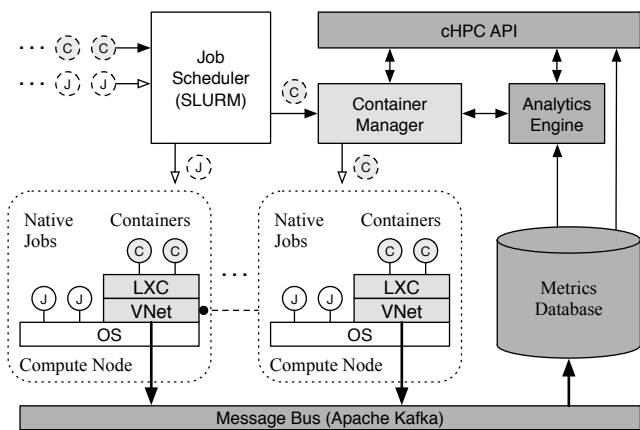 cHPC API
··· C C
Job
Scheduler
(SLURM)
··· J J
C
Container
Manager
Analytics
Engine
J
C
Native
Jobs
Containers
C C
LXC
J J
VNet
OS
Compute Node
···
Native
Jobs
Containers
C C
LXC
J J
VNet
OS
Compute Node
Metrics
Database
Message Bus (Apache Kafka)